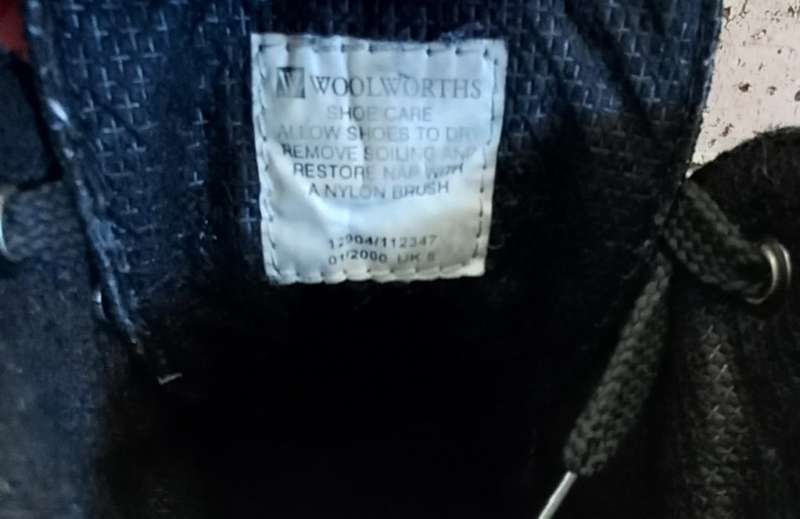 W WOOLWORTHS
SHOE CARE
ALLOW SHOES TO DRY
REMOVE SOILING AND
RESTORE NAP WITH
A NYLON BRUSH
12904/112347
01/2000 UK 8